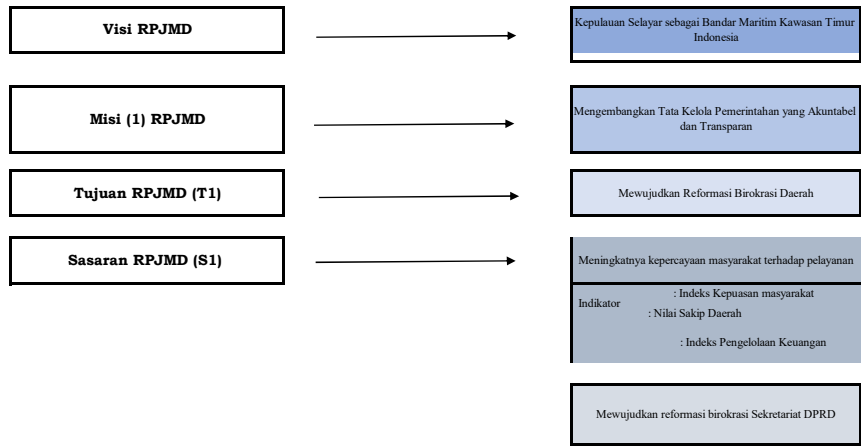 Visi RPJMD
Kepulauan Selayar sebagai Bandar Maritim Kawasan Timur
Indonesia
Misi (1) RPJMD
Mengembangkan Tata Kelola Pemerintahan yang Akuntabel
dan Transparan
Tujuan RPJMD (T1)
Mewujudkan Reformasi Birokrasi Daerah
Sasaran RPJMD (S1)
Meningkatnya kepercayaan masyarakat terhadap pelayanan
Indikator : Indeks Kepuasan masyarakat
: Nilai Sakip Daerah
: Indeks Pengelolaan Keuangan
Mewujudkan reformasi birokrasi Sekretariat DPRD